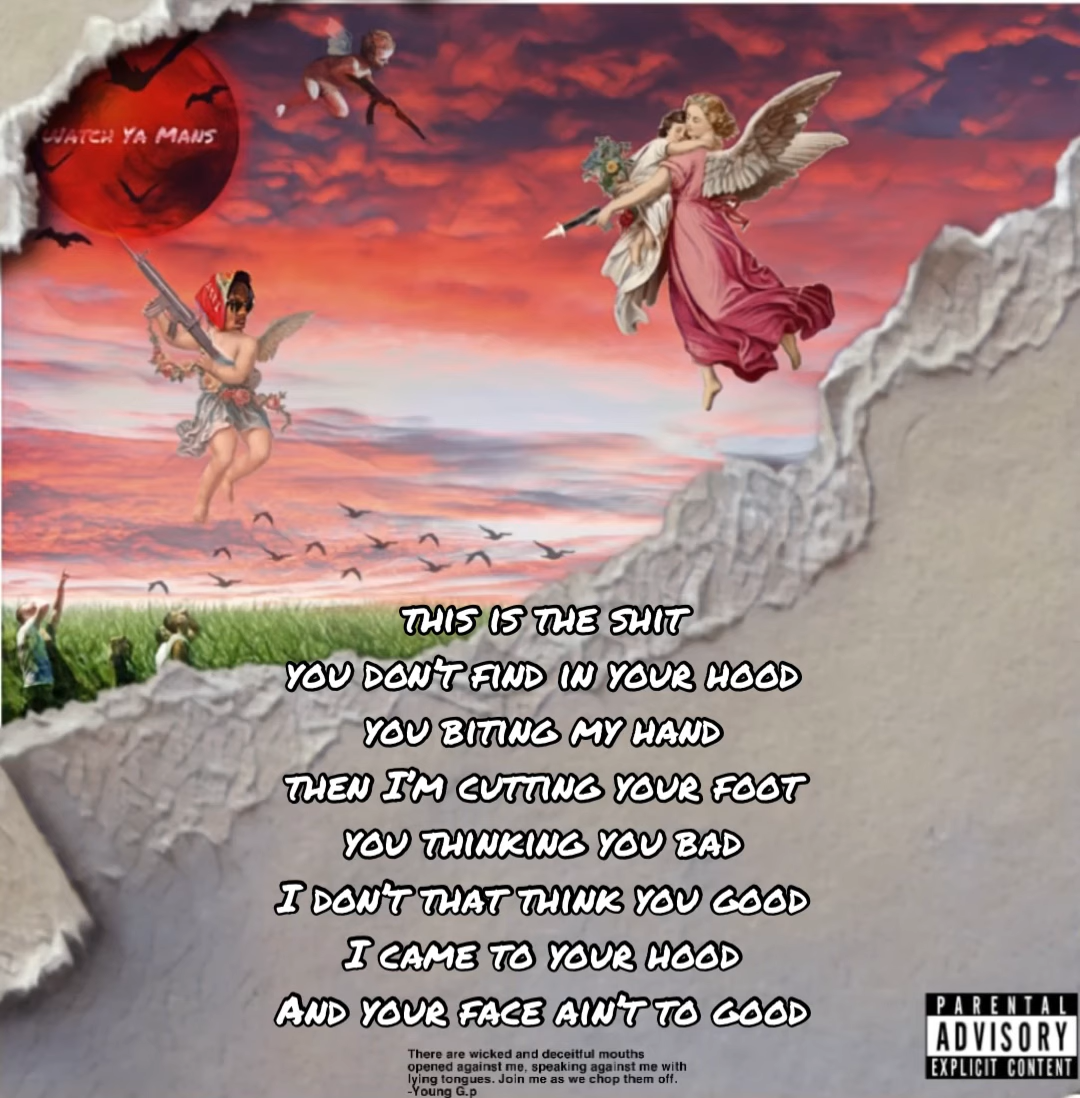 Watch Ya Mans
THIS IS THE SHIT
YOU DON'T FIND IN YOUR HOOD
YOU BITING MY HAND
THEN I'M CUTTING YOUR FOOT
YOU THINKING YOU BAD
I DON'T THAT THINK YOU GOOD
I CAME TO YOUR HOOD
AND YOUR FACE AIN'T TO GOOD
There are wicked and deceitful mouths
opened against me, speaking against me with
lying tongues. Join me as we chop them off.
-Young G.p
PARENTAL
ADVISORY
EXPLICIT CONTENT